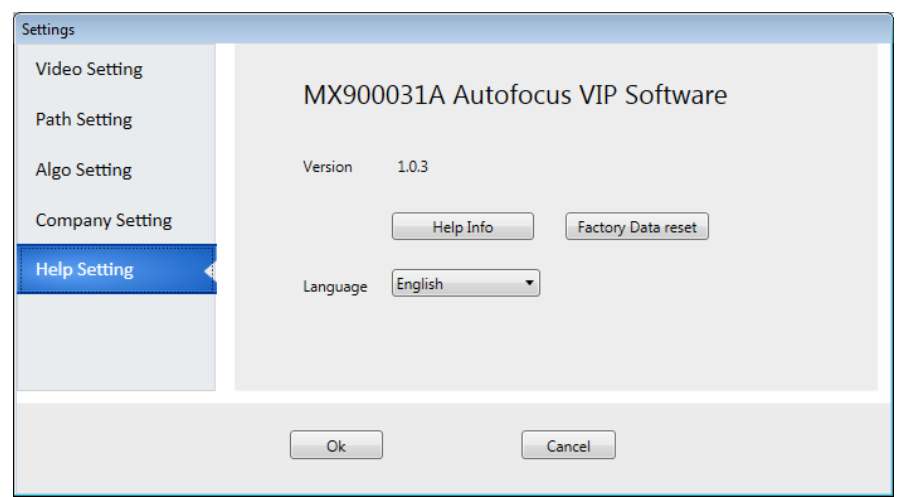 Settings
Video Setting
Path Setting
Algo Setting
Company Setting
Help Setting
MX900031A Autofocus VIP Software
Version 1.0.3
Help Info Factory Data reset
Language English
Ok Cancel